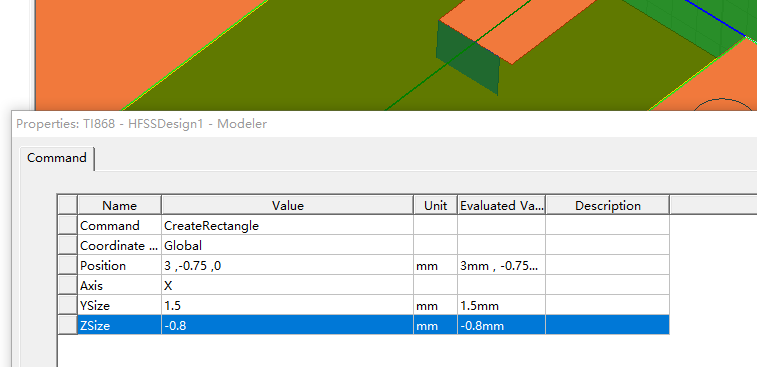 Properties: TI868 - HFSSDesign1 - Modeler
Command
Name Value Unit Evaluated Va... Description
Command CreateRectangle
Coordinate ... Global
Position 3 ,-0.75 ,0 mm 3mm , -0.75...
Axis X
YSize 1.5 mm 1.5mm
ZSize -0.8 mm -0.8mm